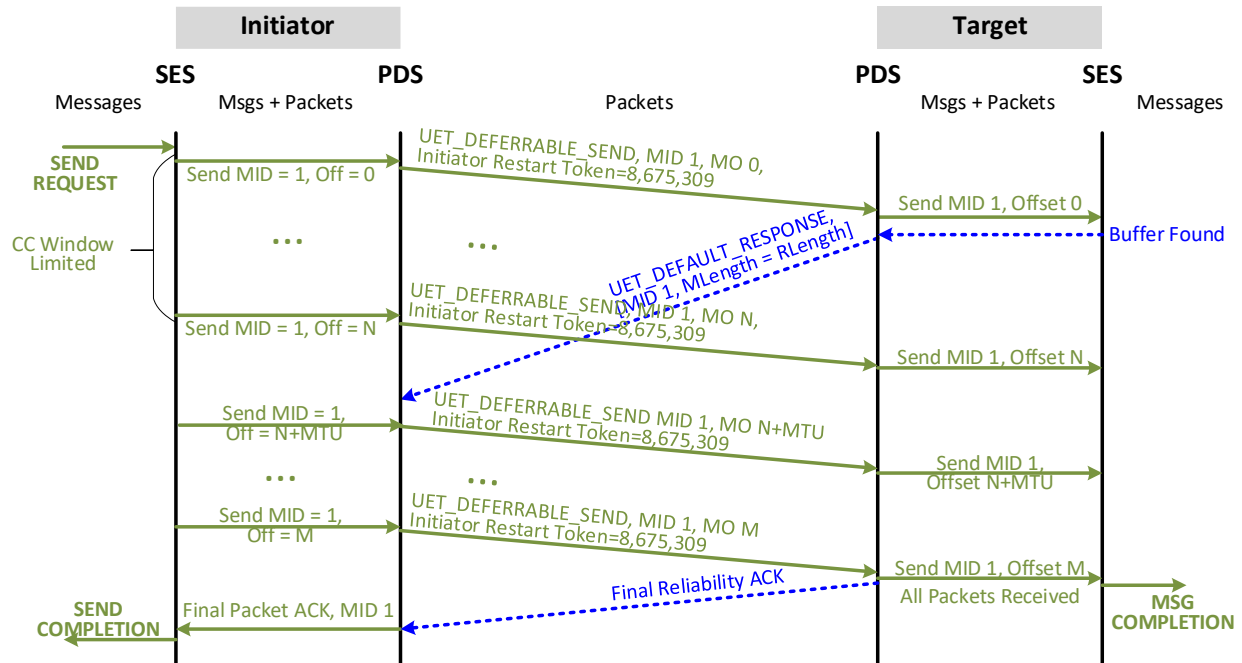 Initiator
Target
SES
PDS
PDS
SES
Messages
Msgs + Packets
Packets
Msgs + Packets
Messages
SEND
REQUEST
Send MID = 1, Off = 0
UET_DEFERRABLE_SEND, MID 1, MO 0,
Initiator Restart Token=8,675,309
Send MID 1, Offset 0
Buffer Found
UET_DEFAULT_RESPONSE,
[MID 1, MLength = RLength]
CC Window
Limited
...
...
Send MID = 1, Off = N
UET_DEFERRABLE_SEND, MID 1, MO N,
Initiator Restart Token=8,675,309
Send MID 1, Offset N
Send MID = 1,
Off = N+MTU
UET_DEFERRABLE_SEND MID 1, MO N+MTU
Initiator Restart Token=8,675,309
Send MID 1,
Offset N+MTU
...
...
Send MID = 1,
Off = M
UET_DEFERRABLE_SEND, MID 1, MO M
Initiator Restart Token=8,675,309
Send MID 1, Offset M
All Packets Received
MSG
COMPLETION
Final Reliability ACK
Final Packet ACK, MID 1
SEND
COMPLETION